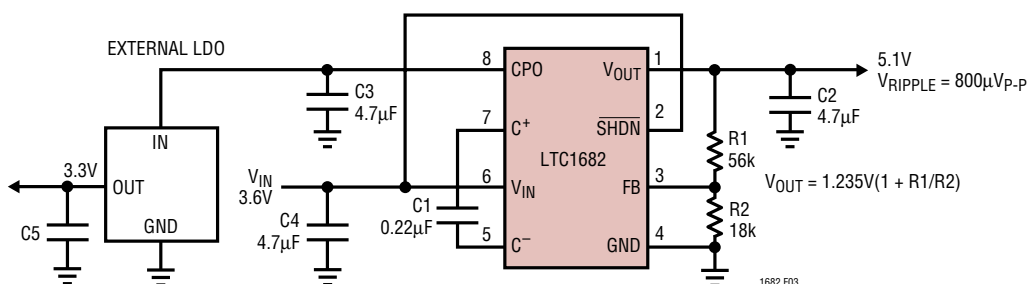 EXTERNAL LDO
IN
OUT
GND
3.3V
C5
C3
4.7μF
VIN
3.6V
C4
4.7μF
C1
0.22μF
8
7
6
5
CPO
C+
VIN
C−
LTC1682
VOUT
SHDN
FB
GND
1
2
3
4
R1
56k
R2
18k
C2
4.7μF
5.1V
VRIPPLE = 800μVP-P
VOUT = 1.235V(1 + R1/R2)
1682 F03